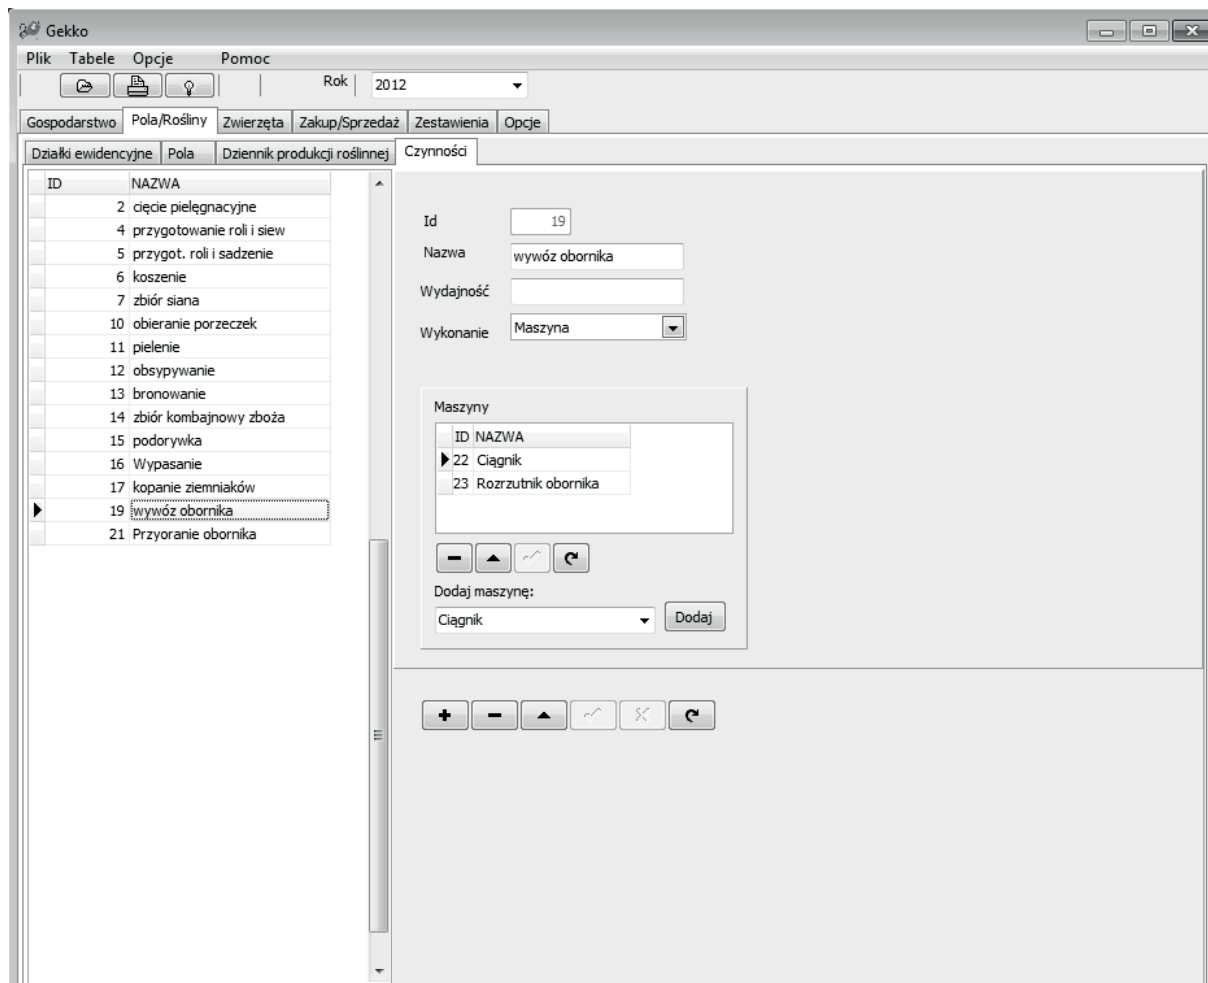 Gekko
Plik Tabele Opcje Pomoc
Rok 2012
Gospodarstwo Pola/Rośliny Zwierzęta Zakup/Sprzedaż Zestawienia Opcje
Działki ewidencyjne Pola Dziennik produkcji roślinnej Czynności
ID NAZWA
2 cięcie pielęgnacyjne
4 przygotowanie roli i siew
5 przygot. roli i sadzenie
6 koszenie
7 zbiór siana
10 obieranie porzeczek
11 pielenie
12 obsypywanie
13 bronowanie
14 zbiór kombajnowy zboża
15 podorywka
16 Wypasanie
17 kopanie ziemniaków
19 wywóz obornika
21 Przyoranie obornika
Id 19
Nazwa wywóz obornika
Wydajność
Wykonanie Maszyna
Maszyny
ID NAZWA
22 Ciągnik
23 Rozrzutnik obornika
Dodaj maszynę:
Ciągnik Dodaj